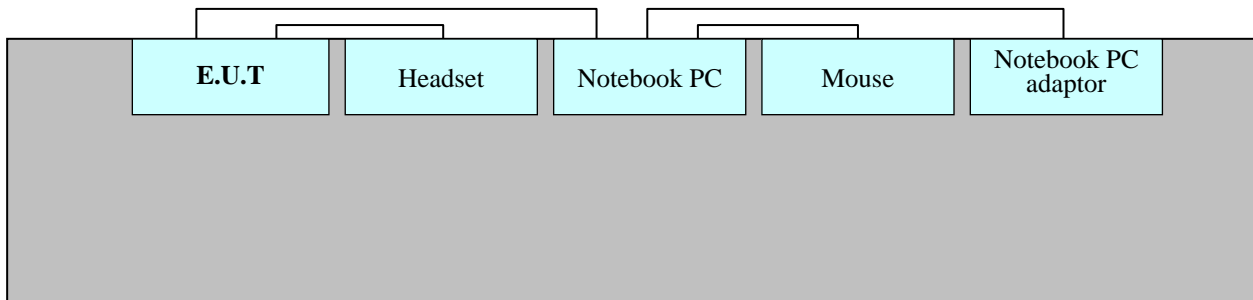 E.U.T
Headset
Notebook PC
Mouse
Notebook PC
adaptor